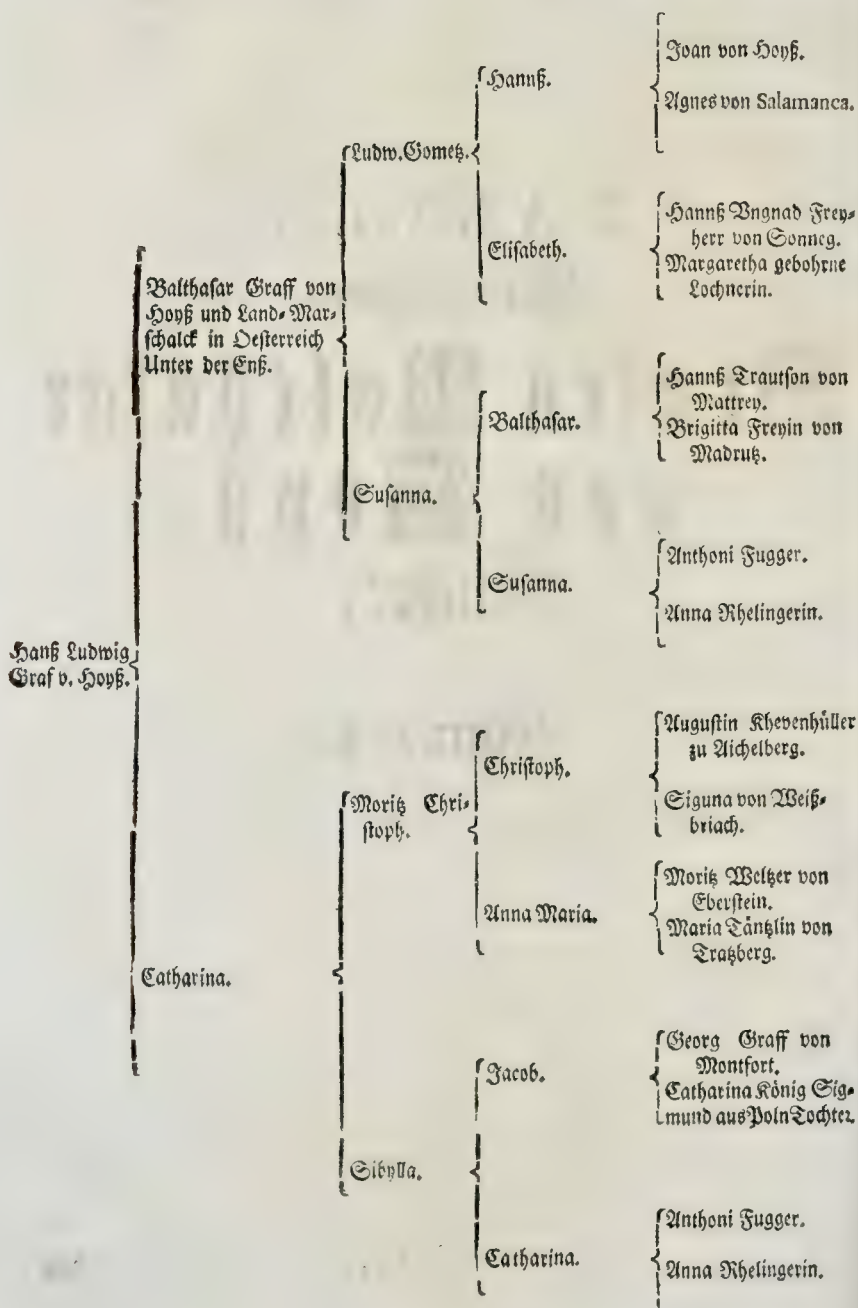 Joan von Hoyß.
Hannß.
Agnes von Salamanca.
Ludw. Gometz.
Hannß Vngnad Frey-
herr von Sonneg.
Elisabeth.
Margaretha gebohrne
Lochnerin.
Balthasar Graff von
Hoyß und Land-Mar-
schalck in Oesterreich
Unter der Enß.
Hannß Trautson von
Mattrey.
Balthasar.
Brigitta Freyin von
Madrutz.
Susanna.
Anthoni Fugger.
Susanna.
Anna Rhelingerin.
Hanß Ludwig
Graf v. Hoyß.
Augustin Khevenhüller
zu Aichelberg.
Christoph.
Siguna von Weiß-
briach.
Moritz Chri-
stoph.
Moritz Weltzer von
Eberstein.
Anna Maria.
Maria Täntzlin von
Tratzberg.
Catharina.
Georg Graff von
Montfort.
Jacob.
Catharina König Sig-
mund aus Poln Tochter.
Sibylla.
Anthoni Fugger.
Catharina.
Anna Rhelingerin.